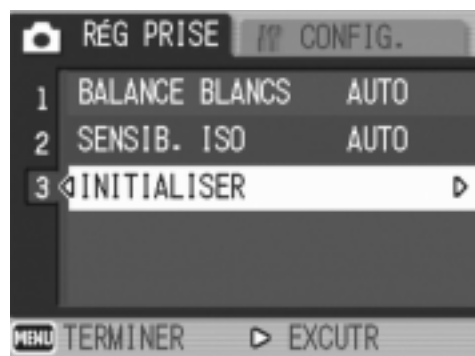 RÉG PRISE CONFIG.
1 BALANCE BLANCS AUTO
2 SENSIB. ISO AUTO
3 INITIALISER
MENU TERMINER EXCUTR